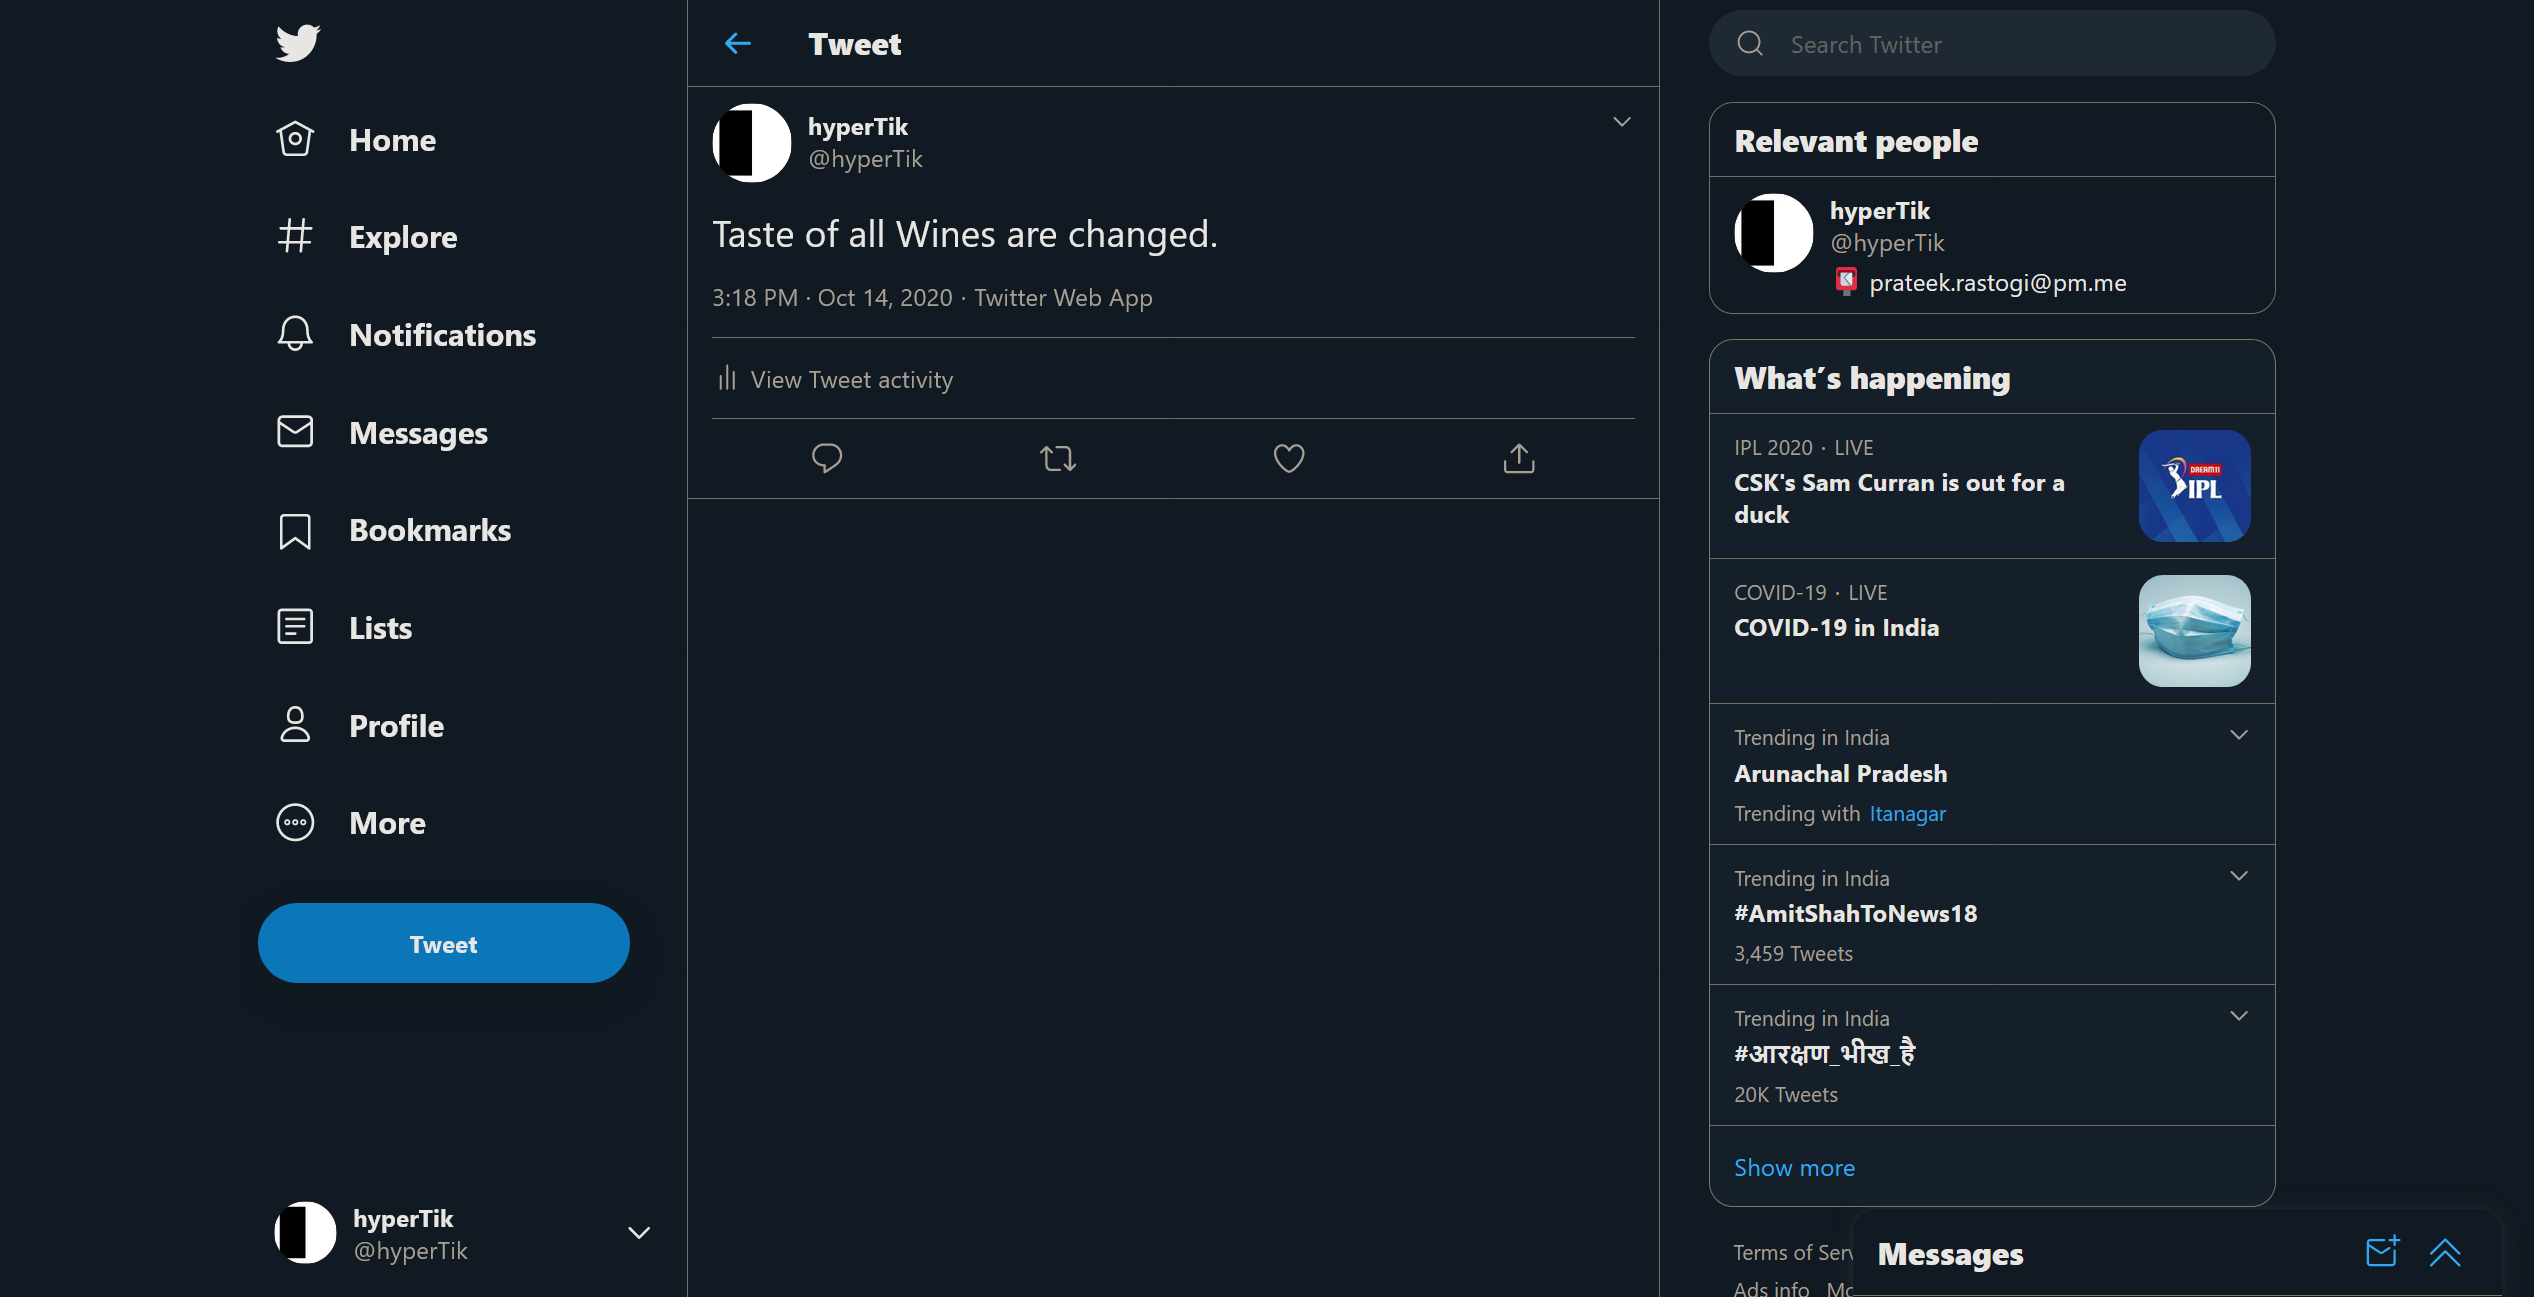 Home
Explore
Notifications
Messages
Bookmarks
Lists
Profile
More
Tweet
hyperTik
@hyperTik
Tweet
hyperTik
@hyperTik
Taste of all Wines are changed.
3:18 PM · Oct 14, 2020 · Twitter Web App
View Tweet activity
Search Twitter
Relevant people
hyperTik
@hyperTik
prateek.rastogi@pm.me
What's happening
IPL 2020 · LIVE
CSK's Sam Curran is out for a
duck
DREAM11
IPL
COVID-19 · LIVE
COVID-19 in India
Trending in India
Arunachal Pradesh
Trending with Itanagar
Trending in India
#AmitShahToNews18
3,459 Tweets
Trending in India
#आरक्षण_भीख_है
20K Tweets
Show more
Terms of
Ads info
Messages